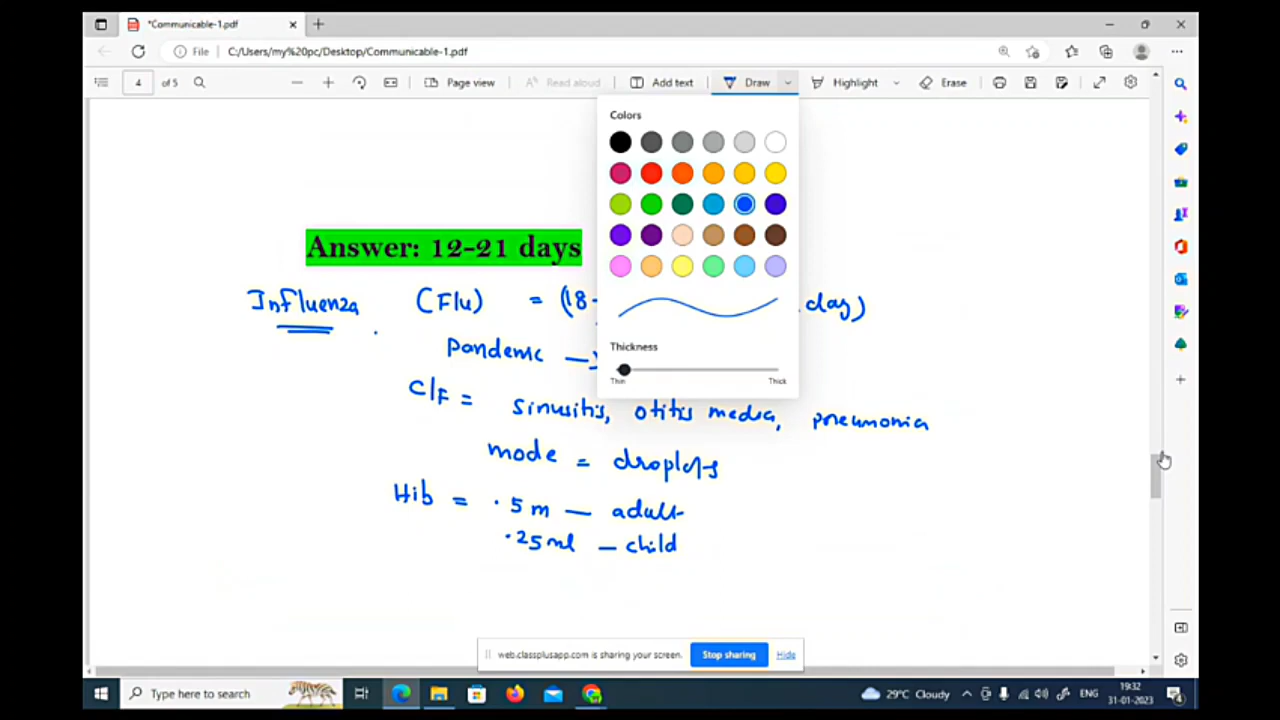 *Communicable-1.pdf
File C:/Users/my%20pc/Desktop/Communicable-1.pdf
4 of 5 Page view Read aloud Add text Draw Highlight Erase
Colors
Answer: 12-21 days
Influenza (Flu) = (18- day)
Pandemic
Thickness
Thin Thick
C/F = sinusitis, otitis media, pneumonia
mode = droplets
Hib = .5 m — adult
.25 ml — child
web.classplusapp.com is sharing your screen. Stop sharing Hide
Type here to search
29°C Cloudy ENG 19:32
31-01-2023
4